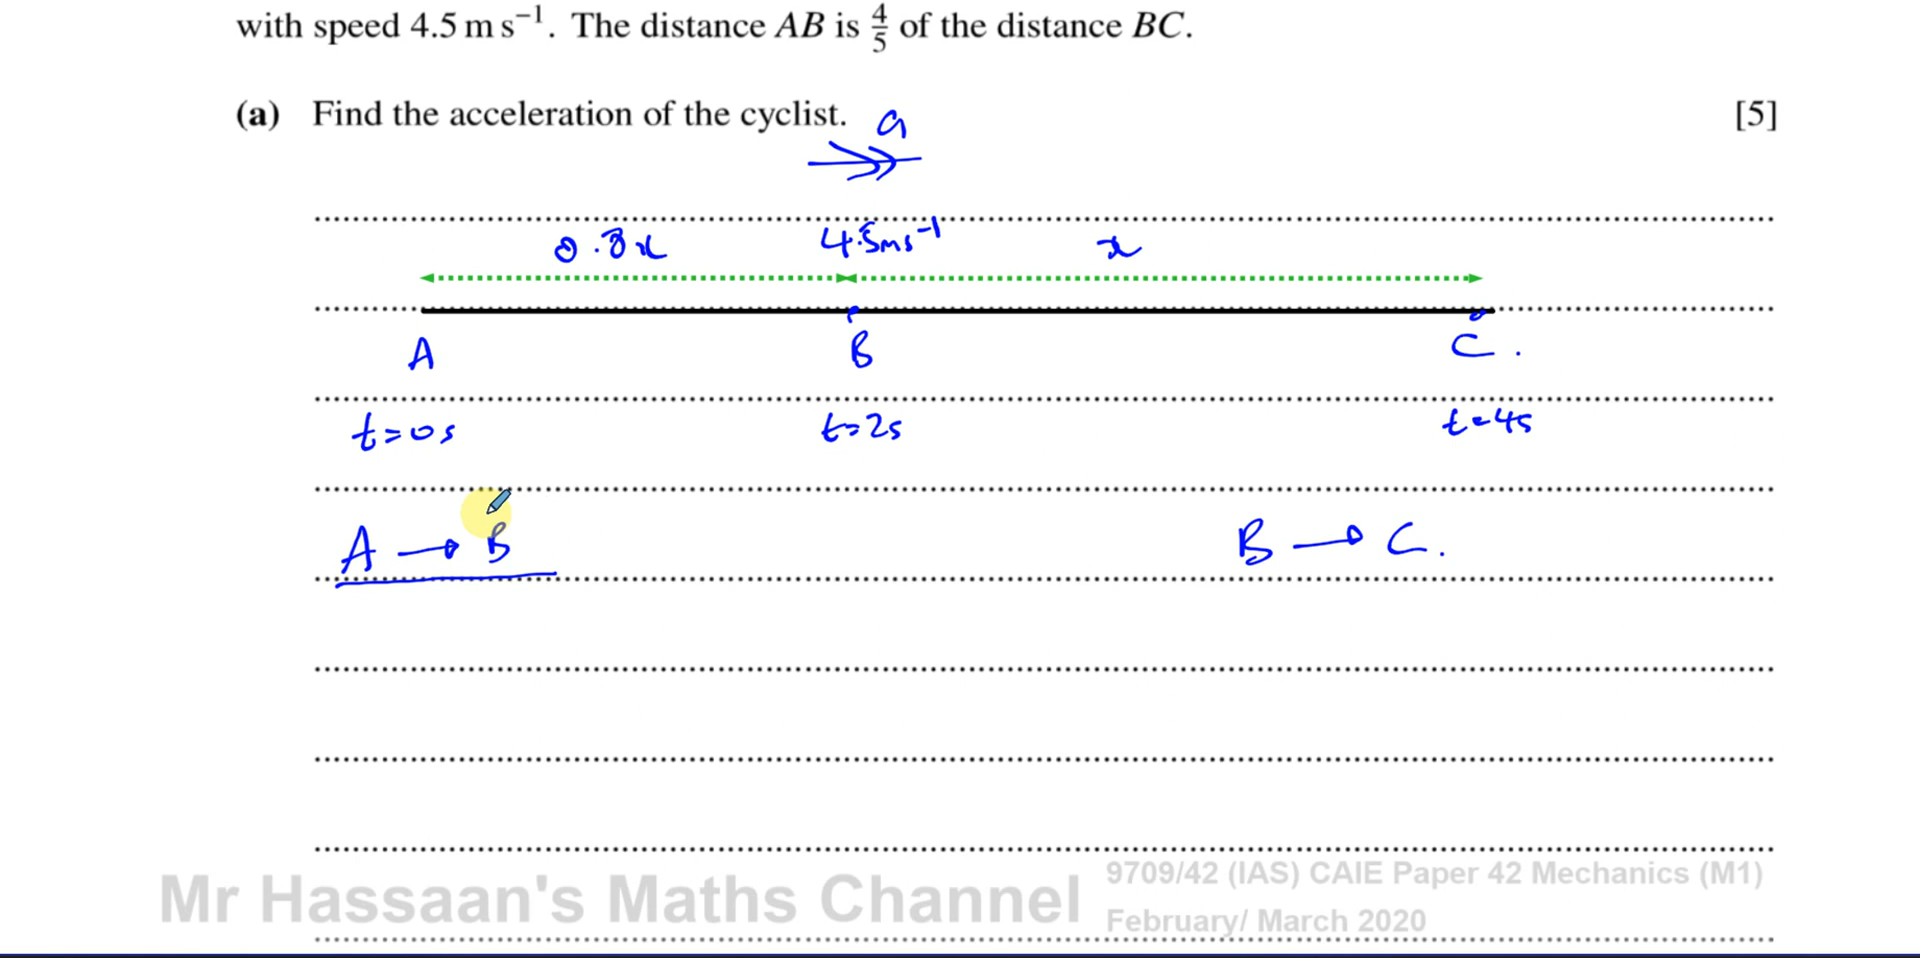 with speed 4.5 m s⁻¹. The distance AB is 4/5 of the distance BC.
(a) Find the acceleration of the cyclist. [5]
a
0.8x 4.5ms⁻¹ x
A B C.
t=0s t=2s t=4s
A → B B → C.
Mr Hassaan's Maths Channel
9709/42 (IAS) CAIE Paper 42 Mechanics (M1)
February/ March 2020